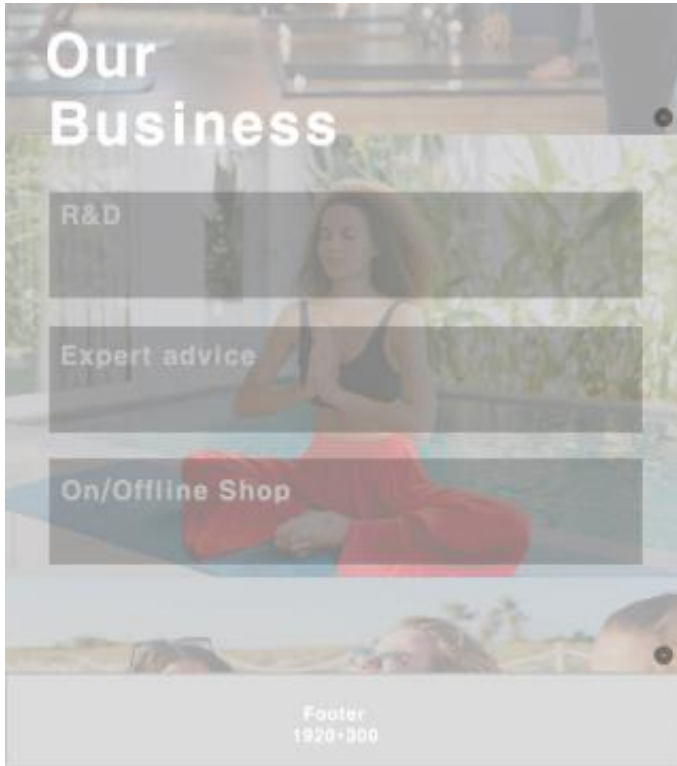 Our
Business
R&D
Expert advice
On/Offline Shop
Footer
1920*300